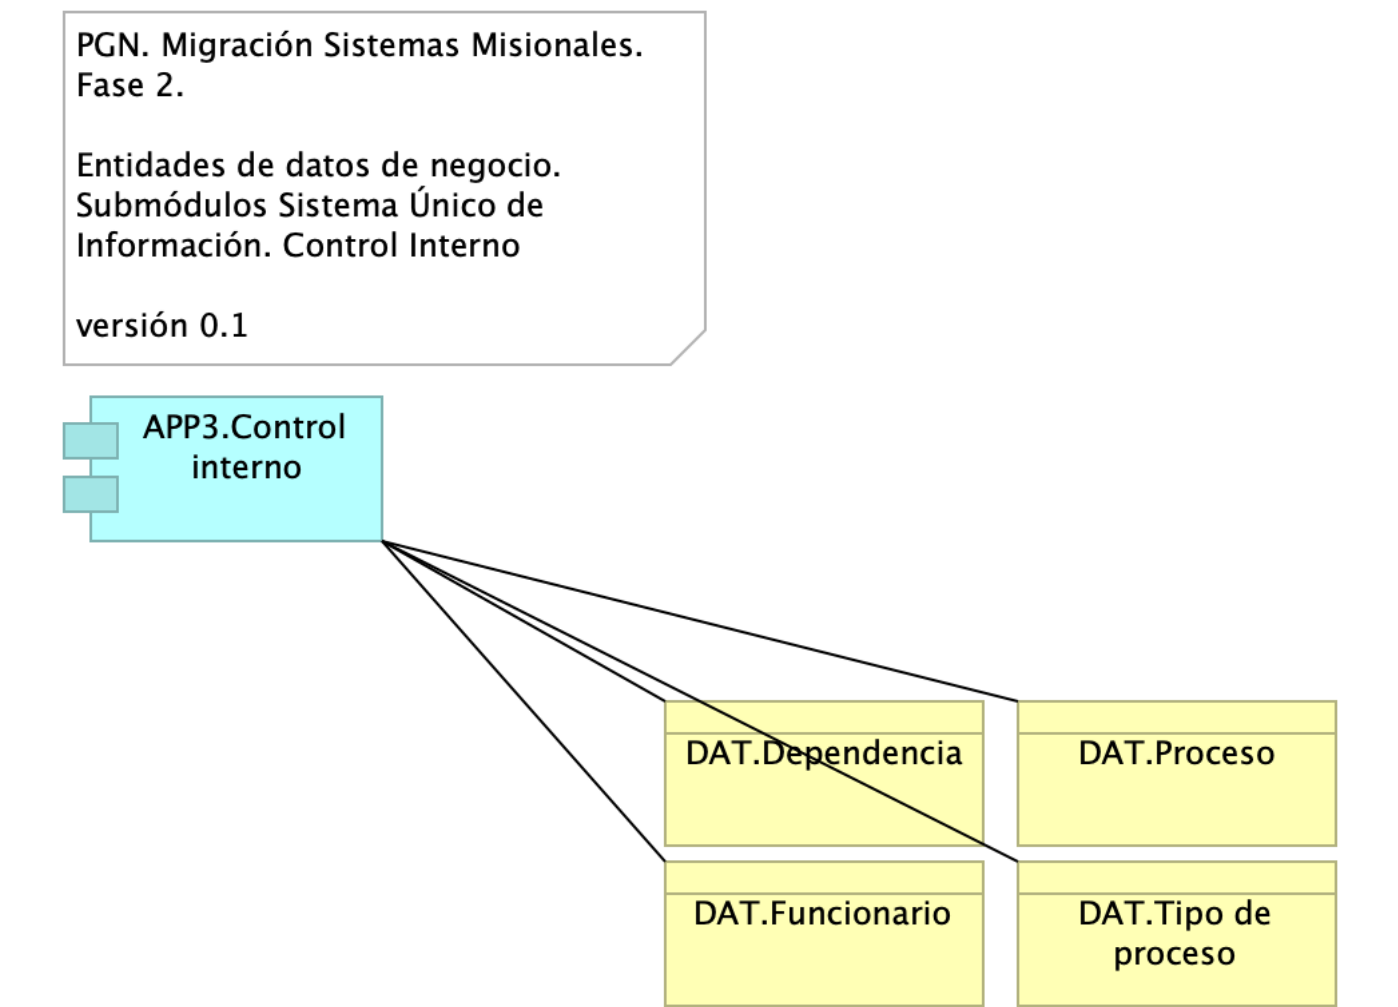 PGN. Migración Sistemas Misionales.
Fase 2.
Entidades de datos de negocio.
Submódulos Sistema Único de
Información. Control Interno
versión 0.1
APP3.Control
interno
DAT.Dependencia
DAT.Proceso
DAT.Funcionario
DAT.Tipo de
proceso